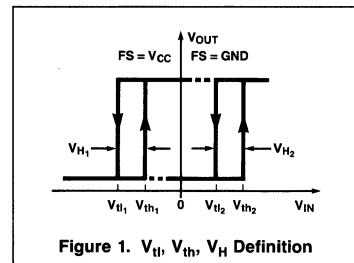 V_OUT
FS = V_CC FS = GND
V_H1 V_H2
V_tl1 V_th1 0 V_tl2 V_th2 V_IN
Figure 1. V_tl, V_th, V_H Definition